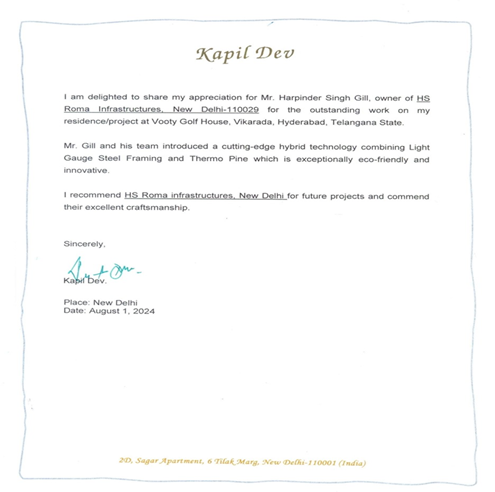 Kapil Dev
I am delighted to share my appreciation for Mr. Harpinder Singh Gill, owner of HS
Roma Infrastructures, New Delhi-110029 for the outstanding work on my
residence/project at Vooty Golf House, Vikarada, Hyderabad, Telangana State.
Mr. Gill and his team introduced a cutting-edge hybrid technology combining Light
Gauge Steel Framing and Thermo Pine which is exceptionally eco-friendly and
innovative.
I recommend HS Roma infrastructures, New Delhi for future projects and commend
their excellent craftsmanship.
Sincerely,
Kapil Dev.
Place: New Delhi
Date: August 1, 2024
2D, Sagar Apartment, 6 Tilak Marg, New Delhi-110001 (India)